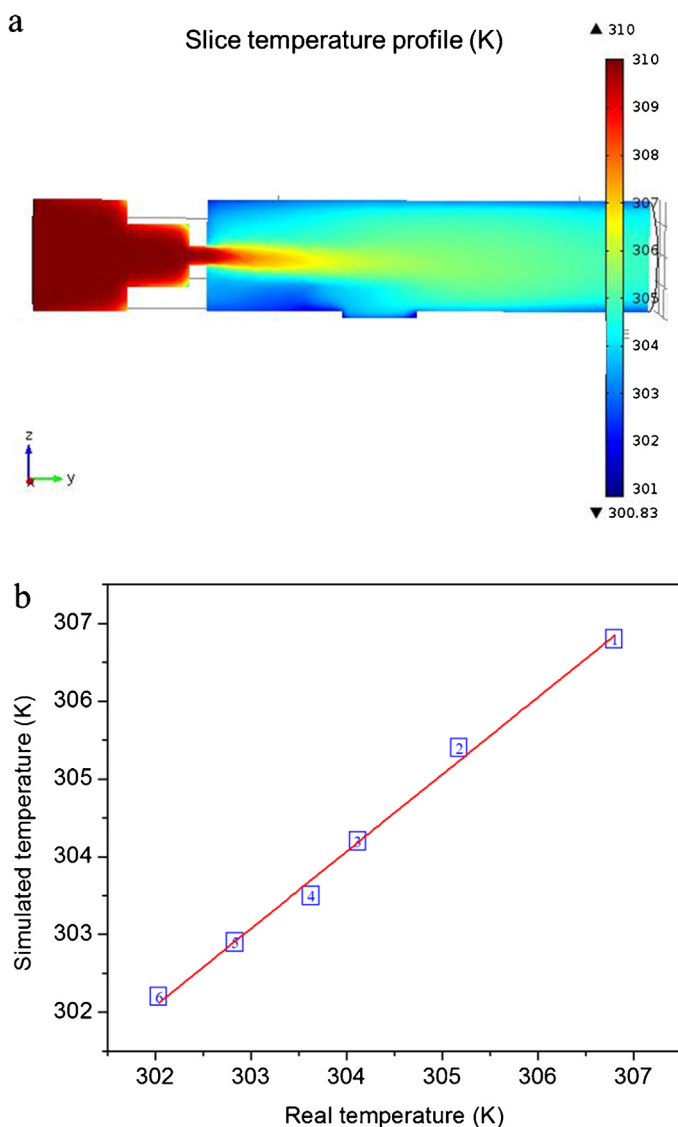 a
Slice temperature profile (K)
▲ 310
310
309
308
307
306
305
304
303
302
301
▼ 300.83
z
y
x
b
307
306
305
304
303
302
Simulated temperature (K)
1
2
3
4
5
6
302 303 304 305 306 307
Real temperature (K)